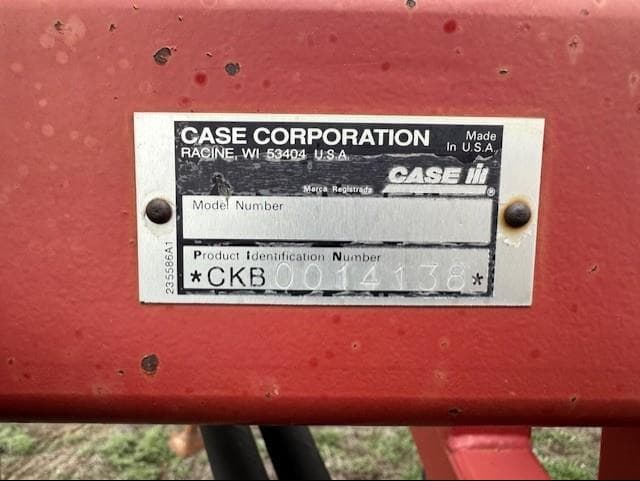 CASE CORPORATION
Made
In U.S.A.
RACINE, WI 53404 U.S.A.
CASE IH
®
Marca Registrada
Model Number
Product Identification Number
*CKB0014138*
235586A1